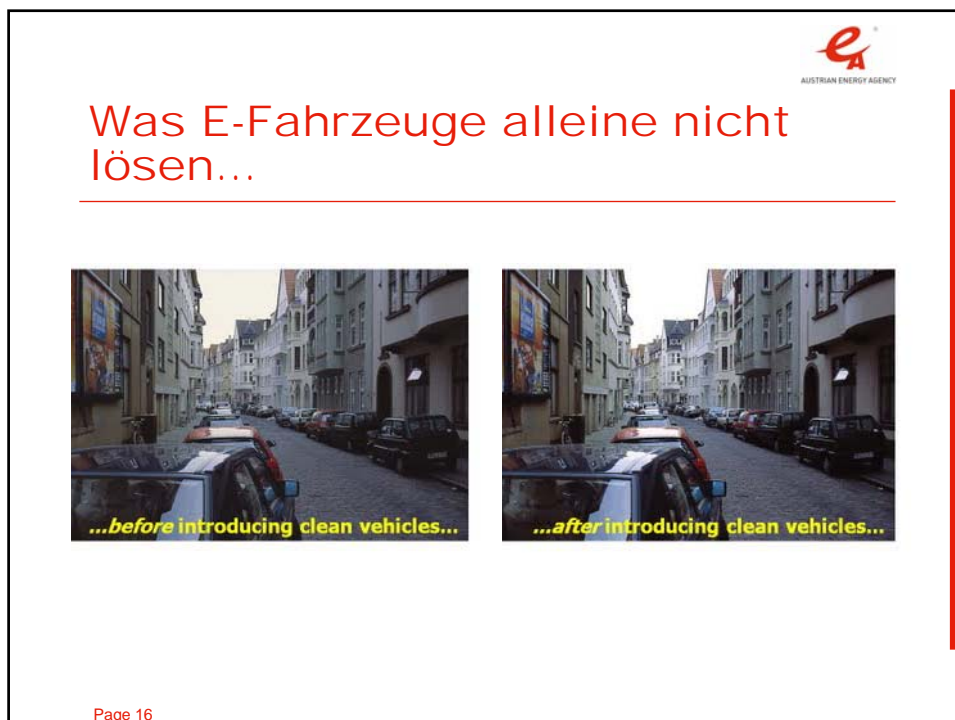 AUSTRIAN ENERGY AGENCY
Was E-Fahrzeuge alleine nicht
lösen...
...before introducing clean vehicles...
...after introducing clean vehicles...
Page 16